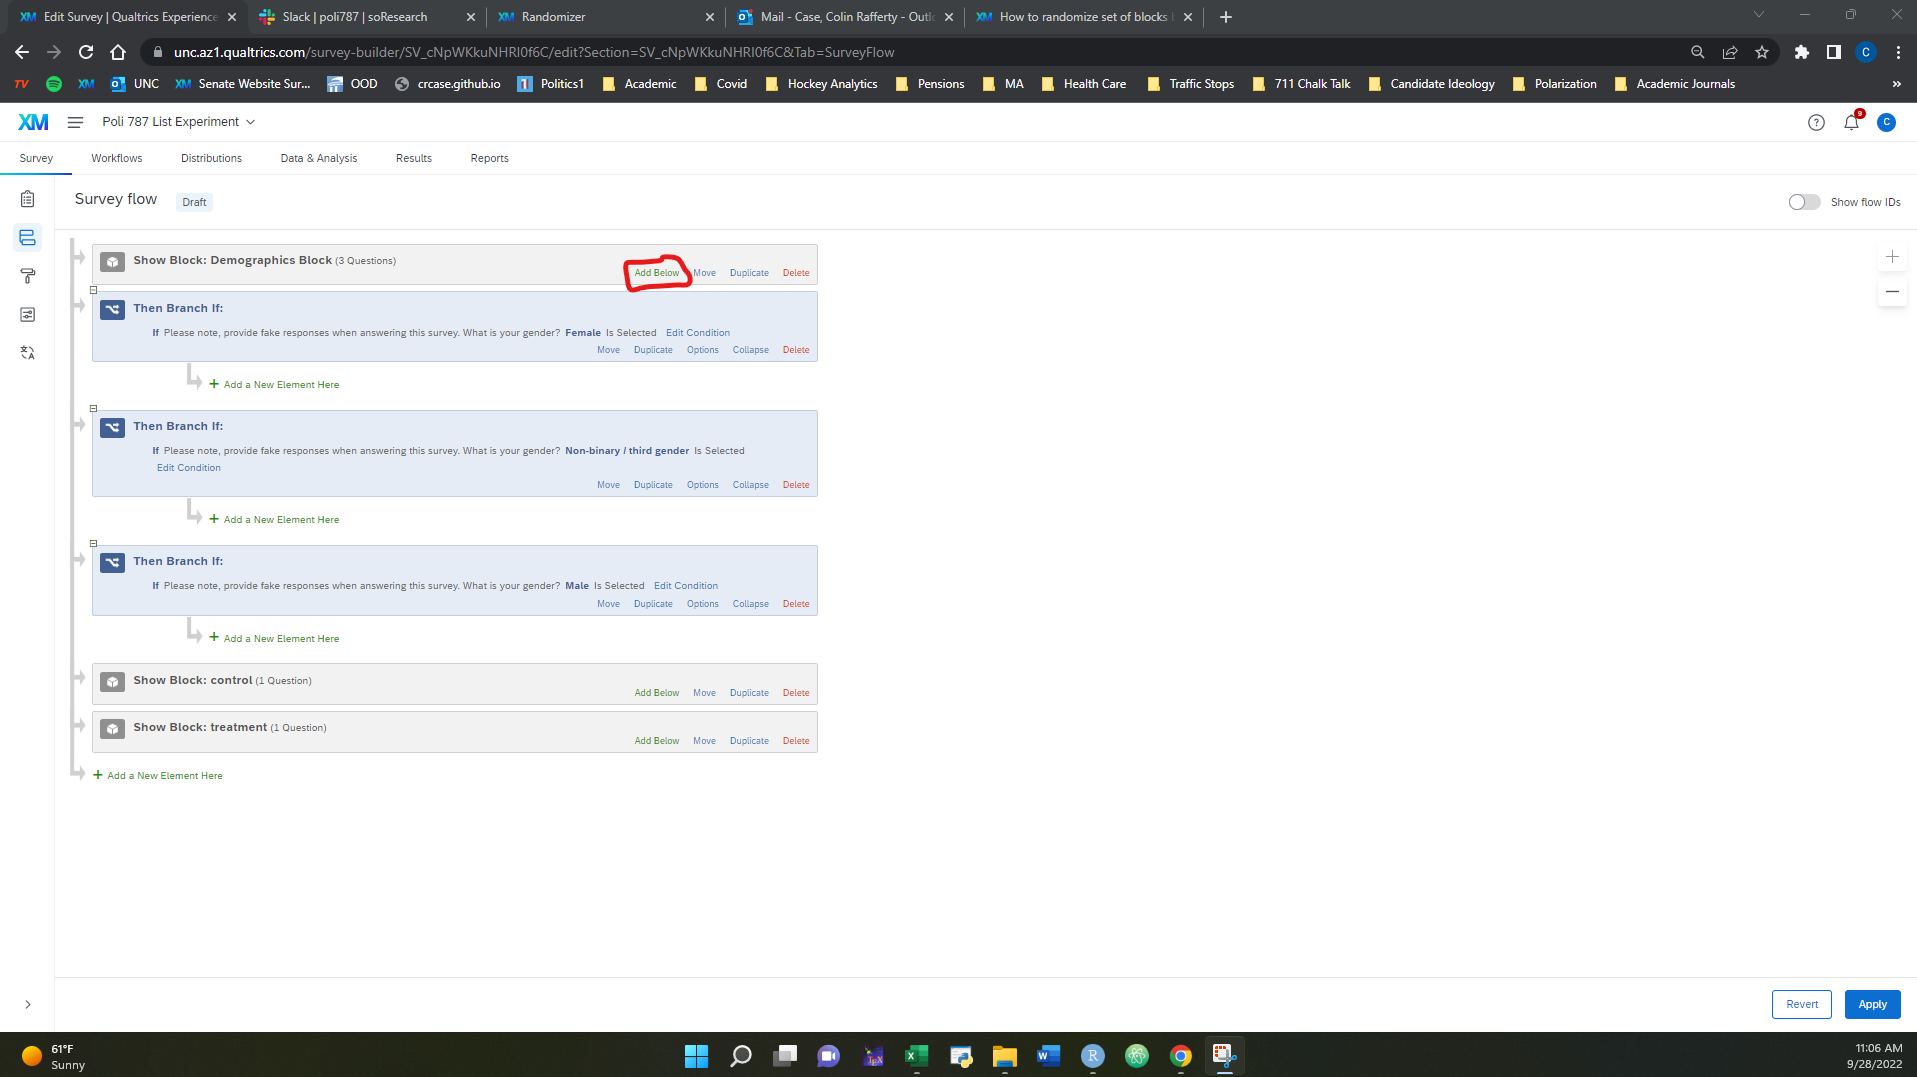 XM Edit Survey | Qualtrics Experience
Slack | poli787 | soResearch
XM Randomizer
Mail - Case, Colin Rafferty - Outl
XM How to randomize set of blocks
unc.az1.qualtrics.com/survey-builder/SV_cNpWKkuNHRI0f6C/edit?Section=SV_cNpWKkuNHRI0f6C&Tab=SurveyFlow
C
TV XM UNC XM Senate Website Sur... OOD crcase.github.io 1 Politics1 Academic Covid Hockey Analytics Pensions MA Health Care Traffic Stops 711 Chalk Talk Candidate Ideology Polarization Academic Journals »
XM Poli 787 List Experiment ? 9 C
Survey Workflows Distributions Data & Analysis Results Reports
Survey flow Draft Show flow IDs
Show Block: Demographics Block (3 Questions)
Add Below Move Duplicate Delete
Then Branch If:
If Please note, provide fake responses when answering this survey. What is your gender? Female Is Selected Edit Condition
Move Duplicate Options Collapse Delete
+ Add a New Element Here
Then Branch If:
If Please note, provide fake responses when answering this survey. What is your gender? Non-binary / third gender Is Selected
Edit Condition
Move Duplicate Options Collapse Delete
+ Add a New Element Here
Then Branch If:
If Please note, provide fake responses when answering this survey. What is your gender? Male Is Selected Edit Condition
Move Duplicate Options Collapse Delete
+ Add a New Element Here
Show Block: control (1 Question)
Add Below Move Duplicate Delete
Show Block: treatment (1 Question)
Add Below Move Duplicate Delete
+ Add a New Element Here
Revert Apply
61°F
Sunny
11:06 AM
9/28/2022